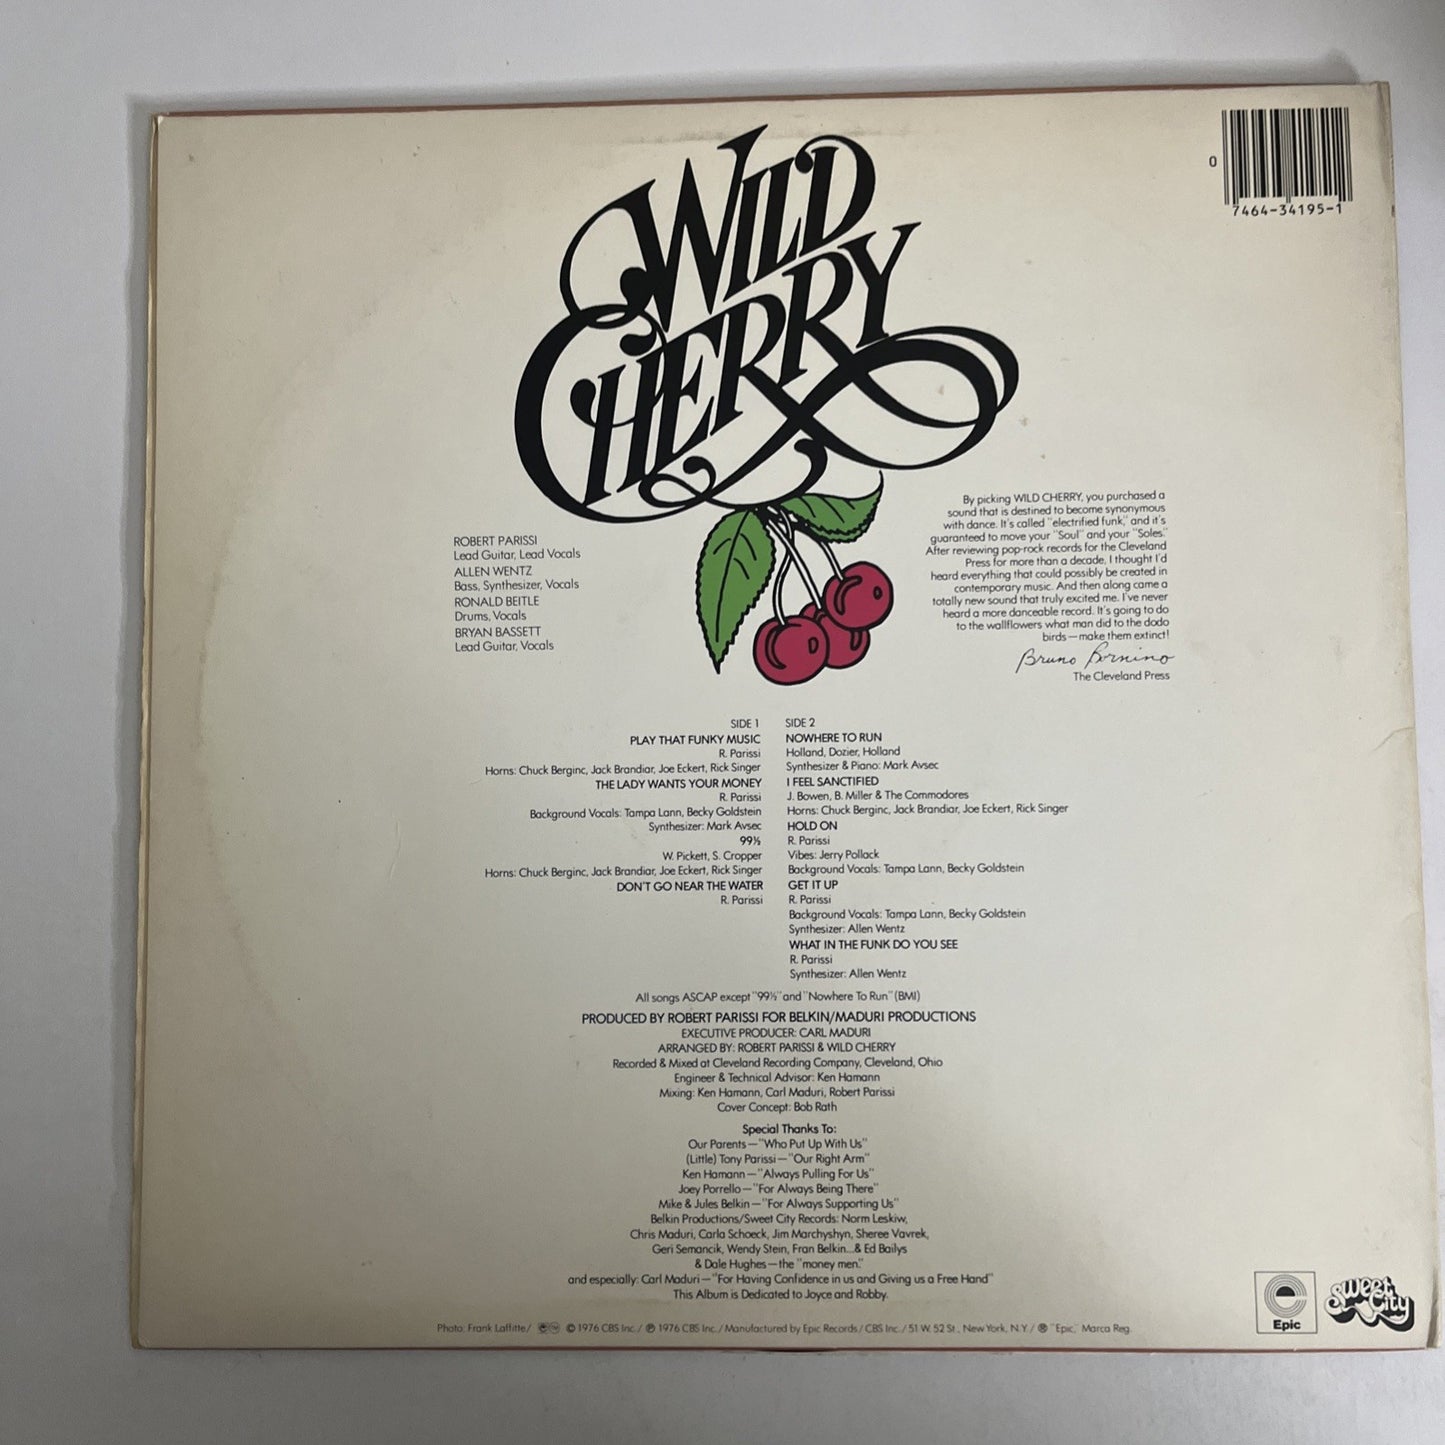 WILD
CHERRY
0
7464-34195-1
ROBERT PARISSI
Lead Guitar, Lead Vocals
ALLEN WENTZ
Bass, Synthesizer, Vocals
RONALD BEITLE
Drums, Vocals
BRYAN BASSETT
Lead Guitar, Vocals
By picking WILD CHERRY, you purchased a
sound that is destined to become synonymous
with dance. It's called "electrified funk," and it's
guaranteed to move your "Soul" and your "Soles."
After reviewing pop-rock records for the Cleveland
Press for more than a decade, I thought I'd
heard everything that could possibly be created in
contemporary music. And then along came a
totally new sound that truly excited me. I've never
heard a more danceable record. It's going to do
to the wallflowers what man did to the dodo
birds—make them extinct!
Bruno Bornino
The Cleveland Press
SIDE 1
PLAY THAT FUNKY MUSIC
R. Parissi
Horns: Chuck Berginc, Jack Brandiar, Joe Eckert, Rick Singer
THE LADY WANTS YOUR MONEY
R. Parissi
Background Vocals: Tampa Lann, Becky Goldstein
Synthesizer: Mark Avsec
99½
W. Pickett, S. Cropper
Horns: Chuck Berginc, Jack Brandiar, Joe Eckert, Rick Singer
DON'T GO NEAR THE WATER
R. Parissi
SIDE 2
NOWHERE TO RUN
Holland, Dozier, Holland
Synthesizer & Piano: Mark Avsec
I FEEL SANCTIFIED
J. Bowen, B. Miller & The Commodores
Horns: Chuck Berginc, Jack Brandiar, Joe Eckert, Rick Singer
HOLD ON
R. Parissi
Vibes: Jerry Pollack
Background Vocals: Tampa Lann, Becky Goldstein
GET IT UP
R. Parissi
Background Vocals: Tampa Lann, Becky Goldstein
Synthesizer: Allen Wentz
WHAT IN THE FUNK DO YOU SEE
R. Parissi
Synthesizer: Allen Wentz
All songs ASCAP except "99½" and "Nowhere To Run" (BMI)
PRODUCED BY ROBERT PARISSI FOR BELKIN/MADURI PRODUCTIONS
EXECUTIVE PRODUCER: CARL MADURI
ARRANGED BY: ROBERT PARISSI & WILD CHERRY
Recorded & Mixed at Cleveland Recording Company, Cleveland, Ohio
Engineer & Technical Advisor: Ken Hamann
Mixing: Ken Hamann, Carl Maduri, Robert Parissi
Cover Concept: Bob Rath
Special Thanks To:
Our Parents—"Who Put Up With Us"
(Little) Tony Parissi—"Our Right Arm"
Ken Hamann—"Always Pulling For Us"
Joey Porrello—"For Always Being There"
Mike & Jules Belkin—"For Always Supporting Us"
Belkin Productions/Sweet City Records: Norm Leskiw,
Chris Maduri, Carla Schoeck, Jim Marchyshyn, Sheree Vavrek,
Geri Semancik, Wendy Stein, Fran Belkin...& Ed Bailys
& Dale Hughes—the "money men."
and especially: Carl Maduri—"For Having Confidence in us and Giving us a Free Hand"
This Album is Dedicated to Joyce and Robby.
Photo: Frank Laffitte/ © 1976 CBS Inc./ ℗ 1976 CBS Inc./Manufactured by Epic Records/CBS Inc./51 W. 52 St., New York, N.Y./ ® "Epic," Marca Reg.
e
Epic
Sweet
City